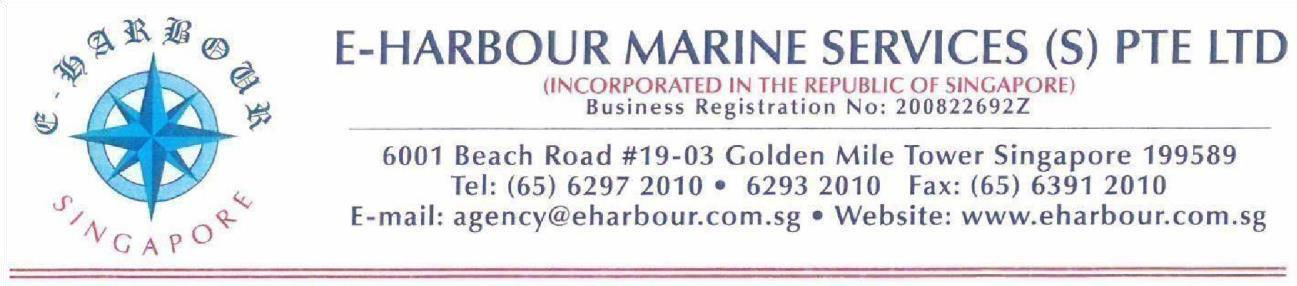 E-HARBOUR
SINGAPORE
E-HARBOUR MARINE SERVICES (S) PTE LTD
(INCORPORATED IN THE REPUBLIC OF SINGAPORE)
Business Registration No: 200822692Z
6001 Beach Road #19-03 Golden Mile Tower Singapore 199589
Tel: (65) 6297 2010 • 6293 2010 Fax: (65) 6391 2010
E-mail: agency@eharbour.com.sg • Website: www.eharbour.com.sg